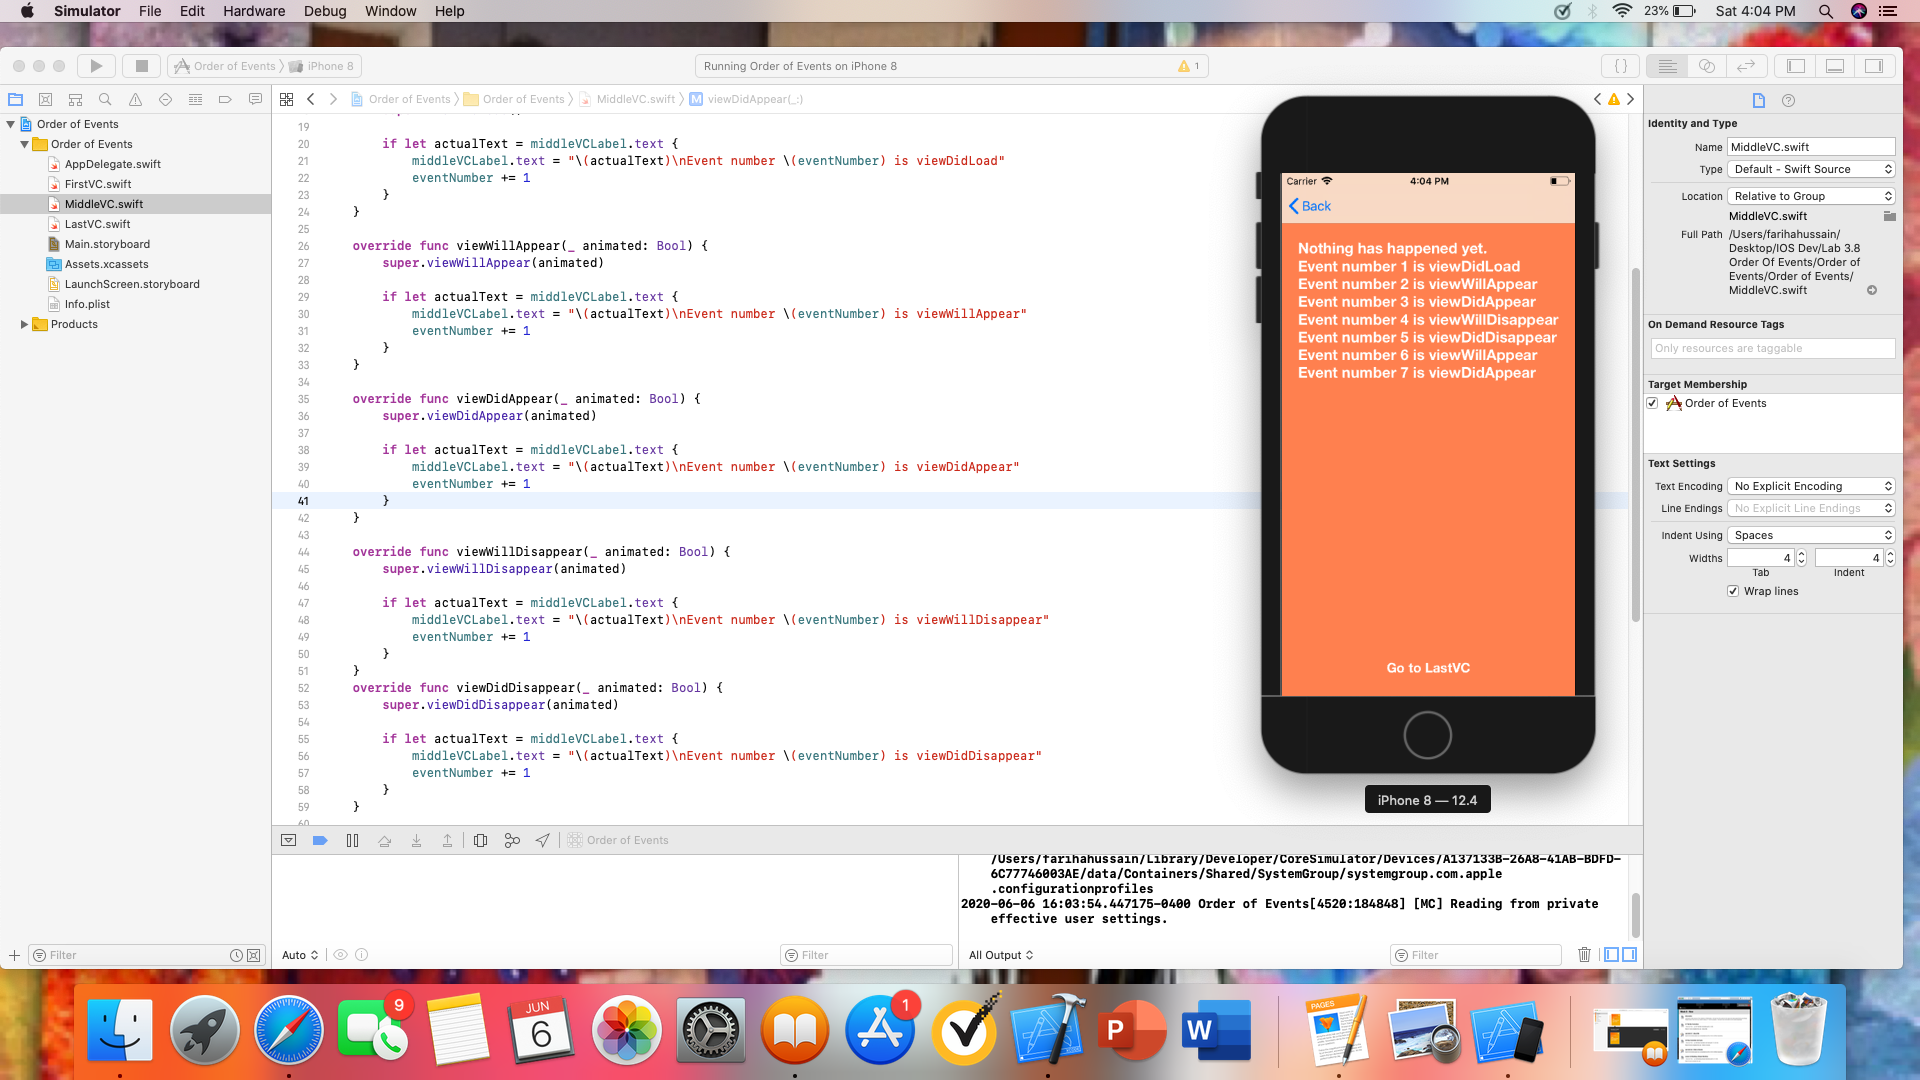 Simulator File Edit Hardware Debug Window Help 23% Sat 4:04 PM
Order of Events iPhone 8
Running Order of Events on iPhone 8 1
Order of Events Order of Events MiddleVC.swift M viewDidAppear(_:)
Order of Events
Order of Events
AppDelegate.swift
FirstVC.swift
MiddleVC.swift
LastVC.swift
Main.storyboard
Assets.xcassets
LaunchScreen.storyboard
Info.plist
Products
Filter
19
20 if let actualText = middleVCLabel.text {
21 middleVCLabel.text = "\(actualText)\nEvent number \(eventNumber) is viewDidLoad"
22 eventNumber += 1
23 }
24 }
25
26 override func viewWillAppear(_ animated: Bool) {
27 super.viewWillAppear(animated)
28
29 if let actualText = middleVCLabel.text {
30 middleVCLabel.text = "\(actualText)\nEvent number \(eventNumber) is viewWillAppear"
31 eventNumber += 1
32 }
33 }
34
35 override func viewDidAppear(_ animated: Bool) {
36 super.viewDidAppear(animated)
37
38 if let actualText = middleVCLabel.text {
39 middleVCLabel.text = "\(actualText)\nEvent number \(eventNumber) is viewDidAppear"
40 eventNumber += 1
41 }
42 }
43
44 override func viewWillDisappear(_ animated: Bool) {
45 super.viewWillDisappear(animated)
46
47 if let actualText = middleVCLabel.text {
48 middleVCLabel.text = "\(actualText)\nEvent number \(eventNumber) is viewWillDisappear"
49 eventNumber += 1
50 }
51 }
52 override func viewDidDisappear(_ animated: Bool) {
53 super.viewDidDisappear(animated)
54
55 if let actualText = middleVCLabel.text {
56 middleVCLabel.text = "\(actualText)\nEvent number \(eventNumber) is viewDidDisappear"
57 eventNumber += 1
58 }
59 }
60
Carrier 4:04 PM
Back
Nothing has happened yet.
Event number 1 is viewDidLoad
Event number 2 is viewWillAppear
Event number 3 is viewDidAppear
Event number 4 is viewWillDisappear
Event number 5 is viewDidDisappear
Event number 6 is viewWillAppear
Event number 7 is viewDidAppear
Go to LastVC
iPhone 8 — 12.4
Order of Events
/Users/farihahussain/Library/Developer/CoreSimulator/Devices/A137133B-26A8-41AB-BDFD-
6C77746003AE/data/Containers/Shared/SystemGroup/systemgroup.com.apple
.configurationprofiles
2020-06-06 16:03:54.447175-0400 Order of Events[4520:184848] [MC] Reading from private
effective user settings.
Auto Filter All Output Filter
Identity and Type
Name MiddleVC.swift
Type Default - Swift Source
Location Relative to Group
MiddleVC.swift
Full Path /Users/farihahussain/
Desktop/IOS Dev/Lab 3.8
Order Of Events/Order of
Events/Order of Events/
MiddleVC.swift
On Demand Resource Tags
Only resources are taggable
Target Membership
Order of Events
Text Settings
Text Encoding No Explicit Encoding
Line Endings No Explicit Line Endings
Indent Using Spaces
Widths 4 4
Tab Indent
Wrap lines
9
JUN
6
1
P
W
PAGES